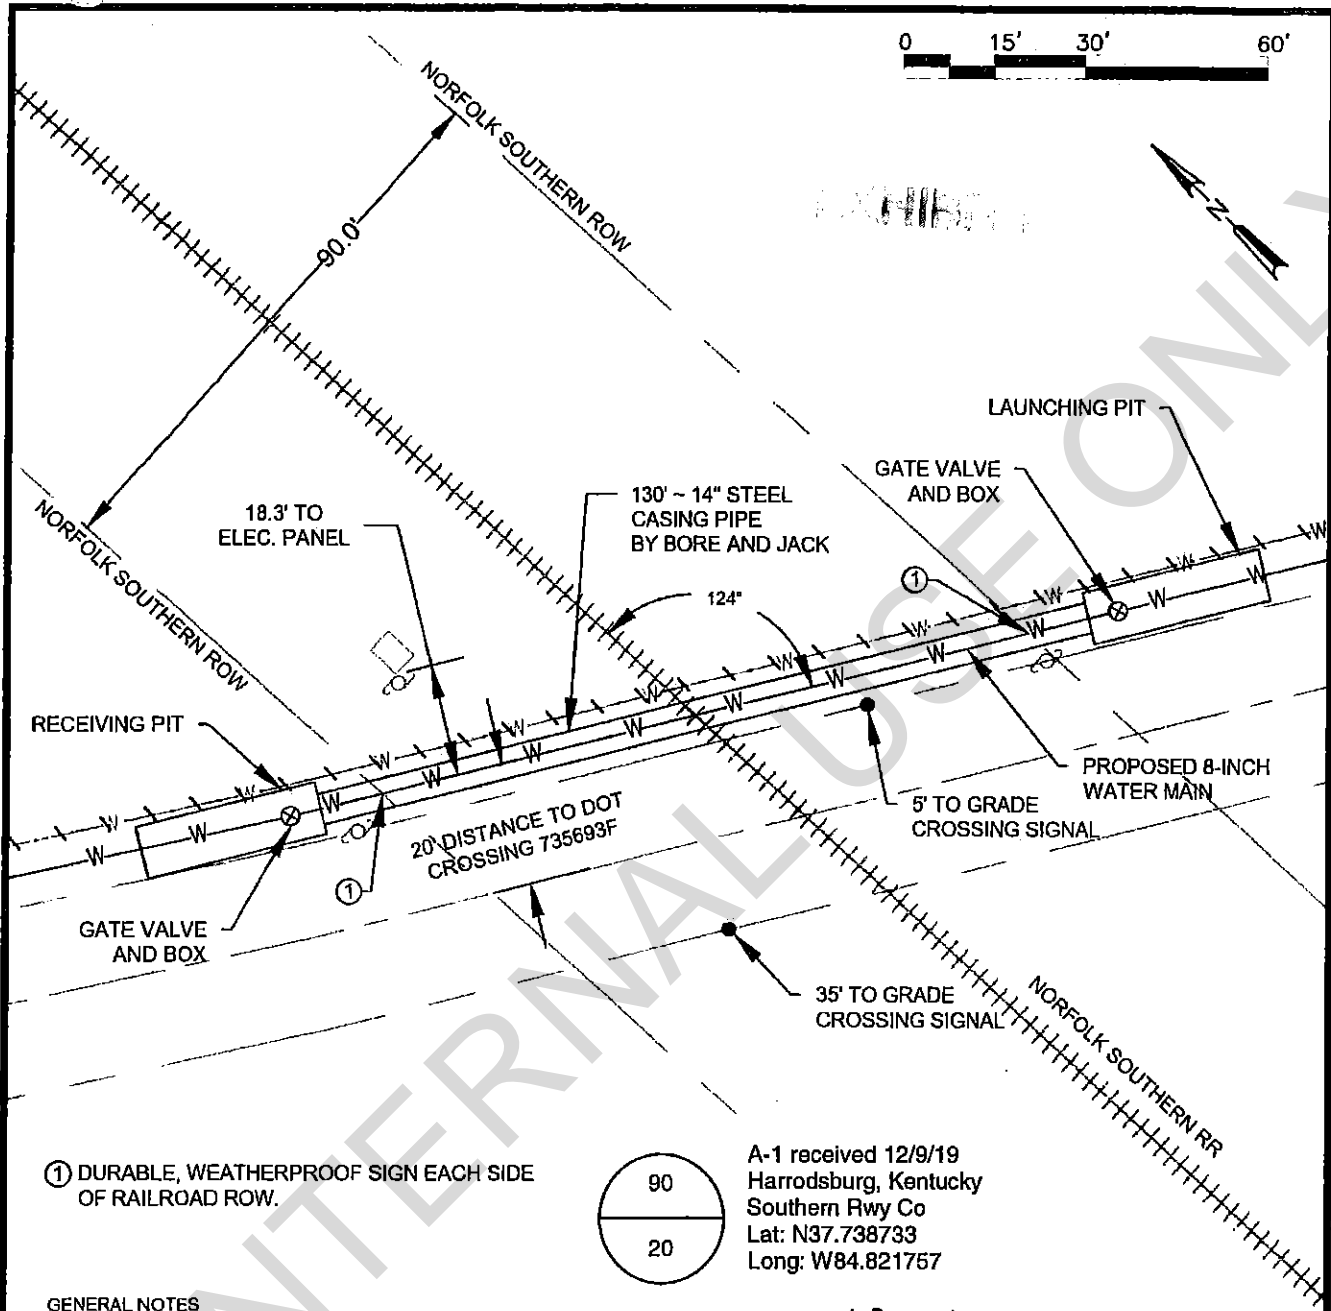 0 15' 30' 60'
NORFOLK SOUTHERN ROW
90.0'
N
LAUNCHING PIT
GATE VALVE
AND BOX
130' ~ 14" STEEL
CASING PIPE
BY BORE AND JACK
18.3' TO
ELEC. PANEL
NORFOLK SOUTHERN ROW
1
124°
W W W W W W W W W W
W W W W W W W W W W W W W
RECEIVING PIT
PROPOSED 8-INCH
WATER MAIN
5' TO GRADE
CROSSING SIGNAL
20' DISTANCE TO DOT
CROSSING 735693F
1
GATE VALVE
AND BOX
35' TO GRADE
CROSSING SIGNAL
NORFOLK SOUTHERN RR
1 DURABLE, WEATHERPROOF SIGN EACH SIDE
OF RAILROAD ROW.
90
20
A-1 received 12/9/19
Harrodsburg, Kentucky
Southern Rwy Co
Lat: N37.738733
Long: W84.821757
GENERAL NOTES
INTERNAL USE ONLY